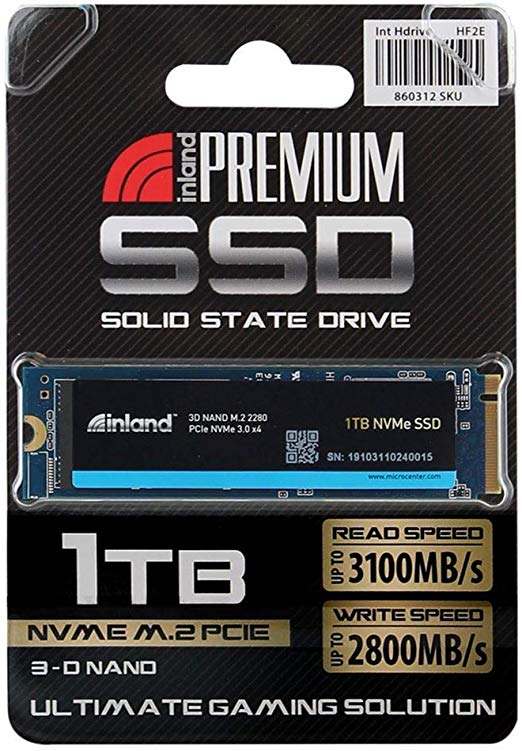 Int Hdrive HF2E
860312 SKU
inland PREMIUM
SSD
SOLID STATE DRIVE
inland™
3D NAND M.2 2280
PCIe NVMe 3.0 x4
1TB NVMe SSD
SN: 19103110240015
www.microcenter.com
1TB
NVME M.2 PCIE
3-D NAND
READ SPEED
UP TO 3100MB/s
WRITE SPEED
UP TO 2800MB/s
ULTIMATE GAMING SOLUTION